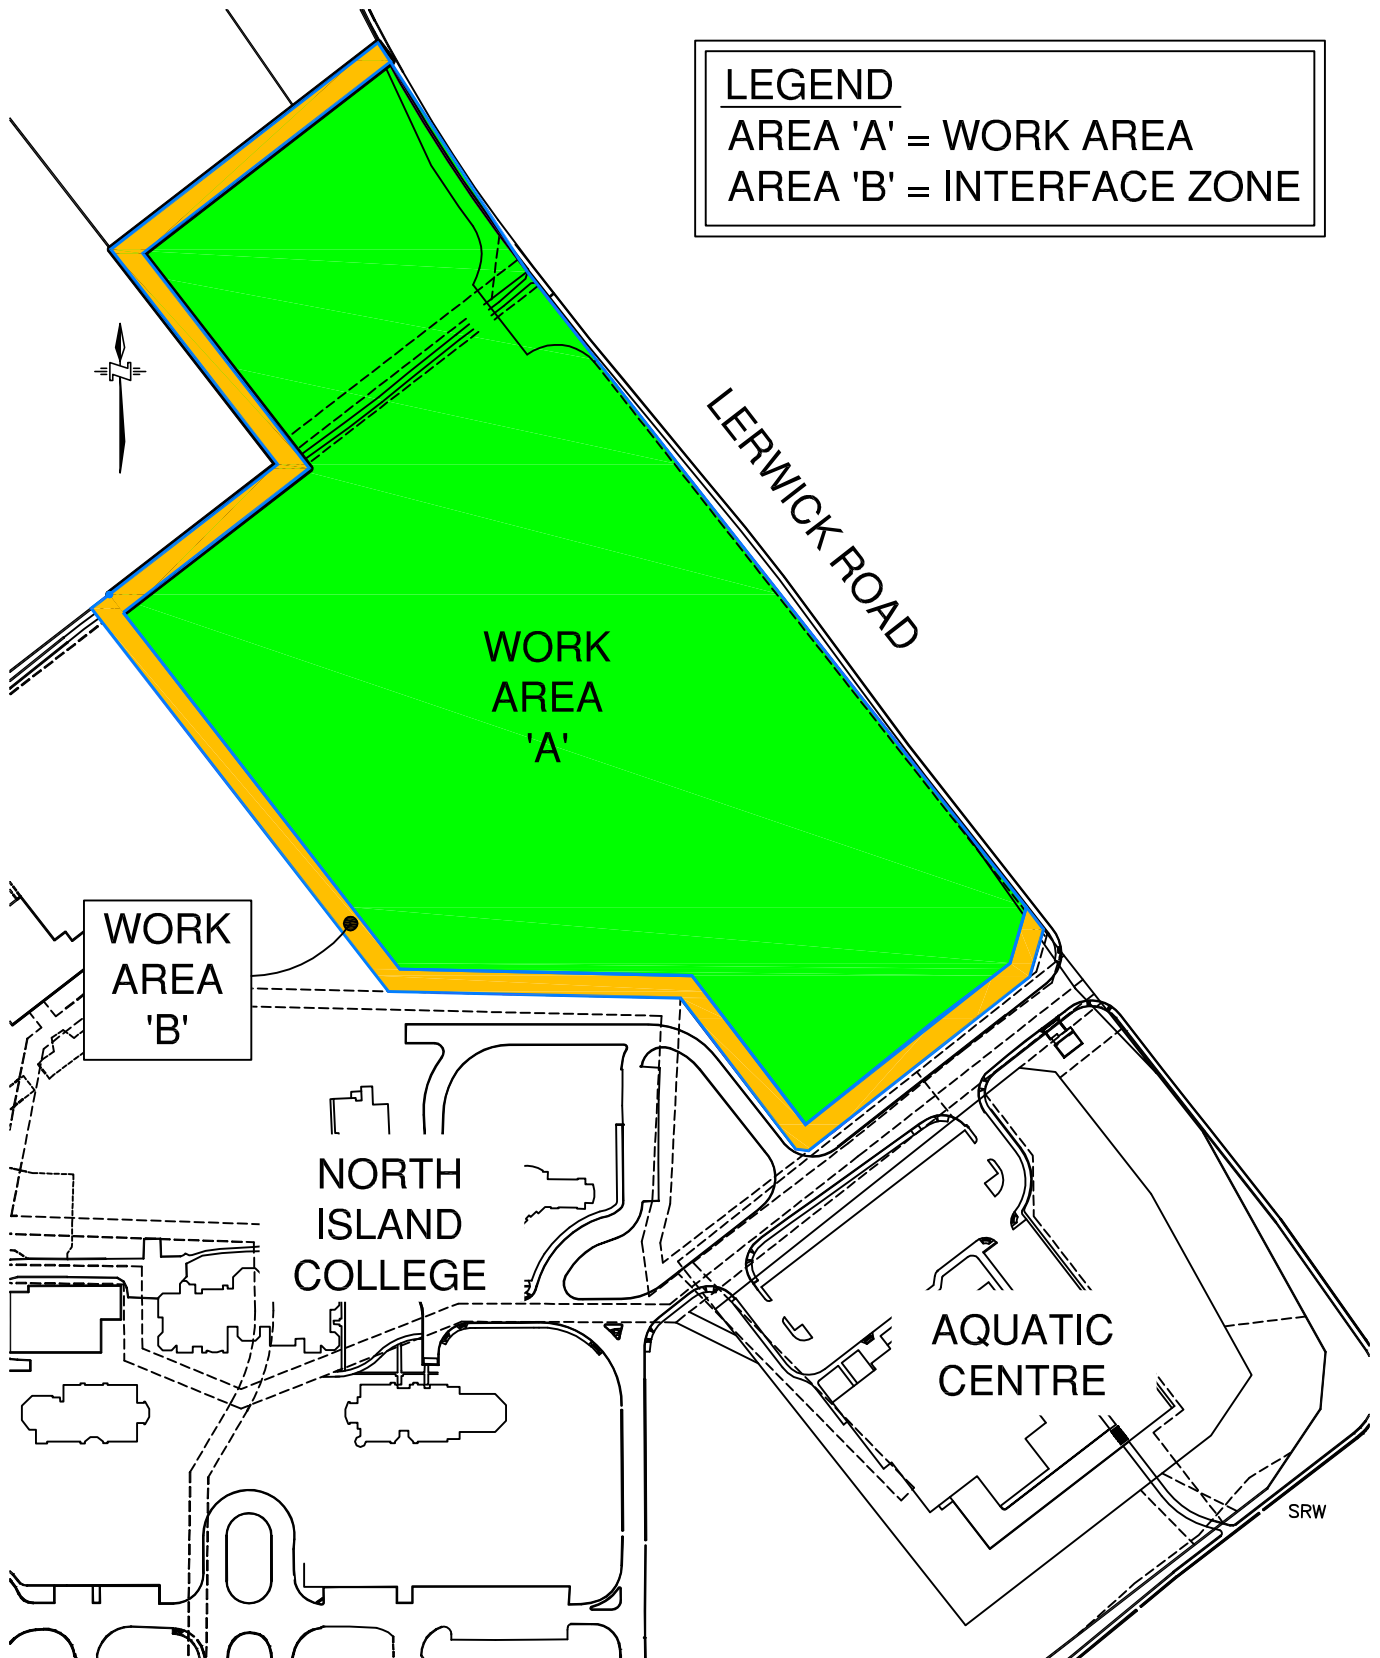 LEGEND
AREA 'A' = WORK AREA
AREA 'B' = INTERFACE ZONE
LERWICK ROAD
WORK
AREA
'A'
WORK
AREA
'B'
NORTH
ISLAND
COLLEGE
AQUATIC
CENTRE
SRW
N